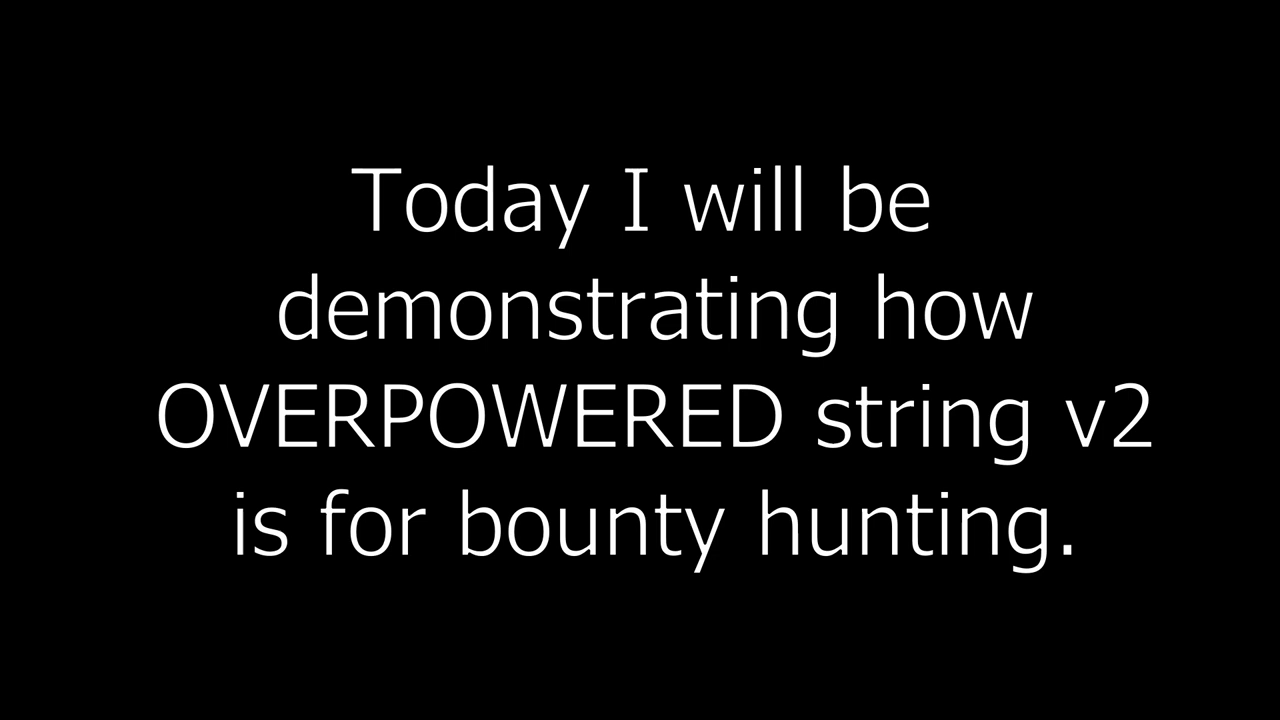 Today I will be
demonstrating how
OVERPOWERED string v2
is for bounty hunting.